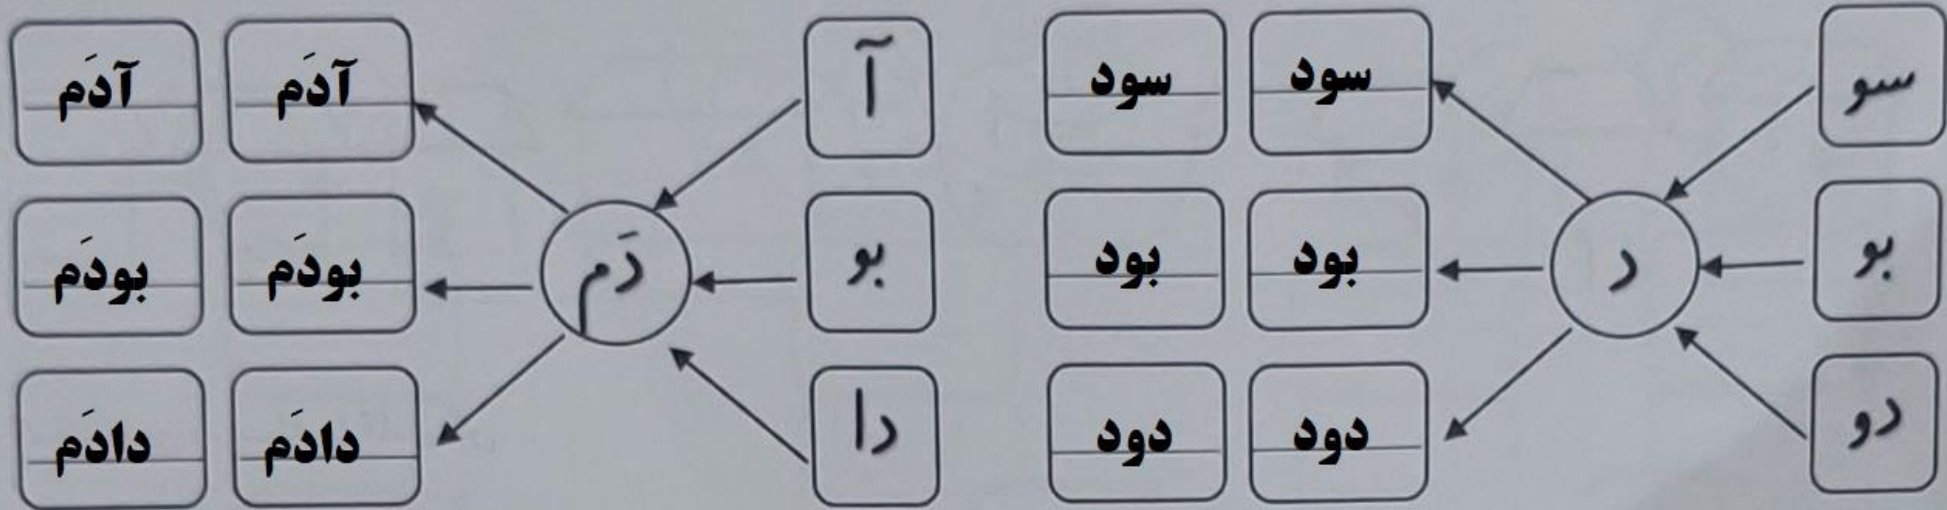 سو سود سود
د
بو بود بود
دو دود دود
آ آدَم آدَم
دَم
بو بودَم بودَم
دا دادَم دادَم